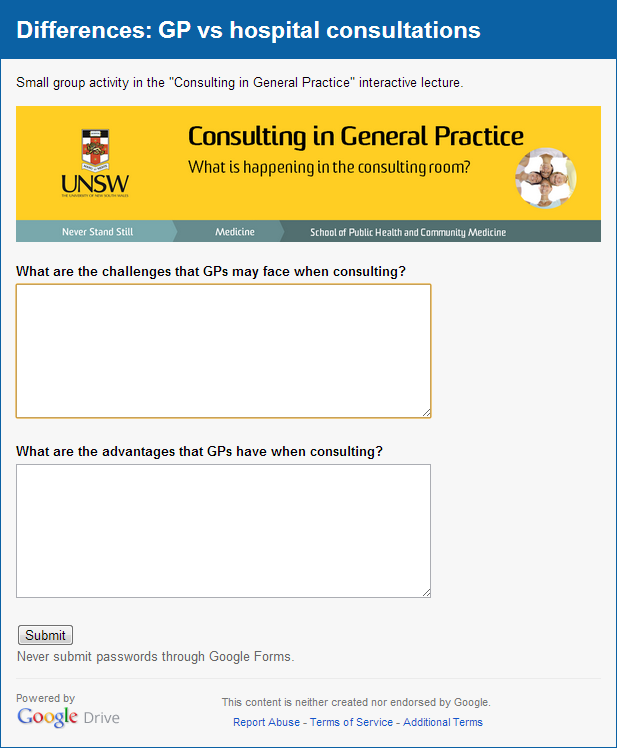 Differences: GP vs hospital consultations
Small group activity in the "Consulting in General Practice" interactive lecture.
Consulting in General Practice
What is happening in the consulting room?
UNSW
THE UNIVERSITY OF NEW SOUTH WALES
Never Stand Still
Medicine
School of Public Health and Community Medicine
What are the challenges that GPs may face when consulting?
What are the advantages that GPs have when consulting?
Submit
Never submit passwords through Google Forms.
Powered by
Google Drive
This content is neither created nor endorsed by Google.
Report Abuse - Terms of Service - Additional Terms